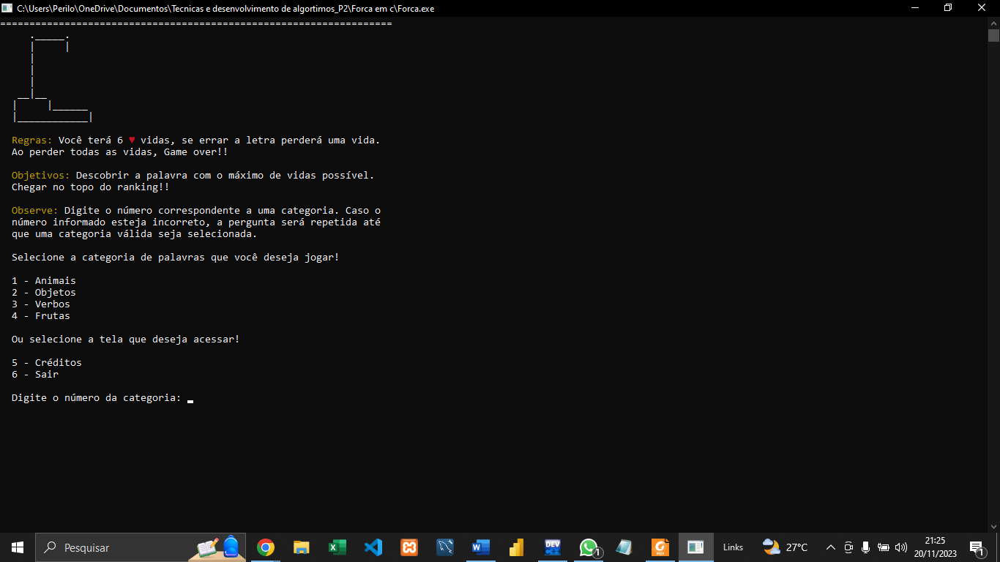 C:\Users\Perilo\OneDrive\Documentos\Tecnicas e desenvolvimento de algortimos_P2\Forca em c\Forca.exe
===================================================================
Regras: Você terá 6 ♥ vidas, se errar a letra perderá uma vida.
Ao perder todas as vidas, Game over!!
Objetivos: Descobrir a palavra com o máximo de vidas possível.
Chegar no topo do ranking!!
Observe: Digite o número correspondente a uma categoria. Caso o
número informado esteja incorreto, a pergunta será repetida até
que uma categoria válida seja selecionada.
Selecione a categoria de palavras que você deseja jogar!
1 - Animais
2 - Objetos
3 - Verbos
4 - Frutas
Ou selecione a tela que deseja acessar!
5 - Créditos
6 - Sair
Digite o número da categoria: _
Pesquisar
DEV
PDF
1
Links
27°C
21:25
20/11/2023
1